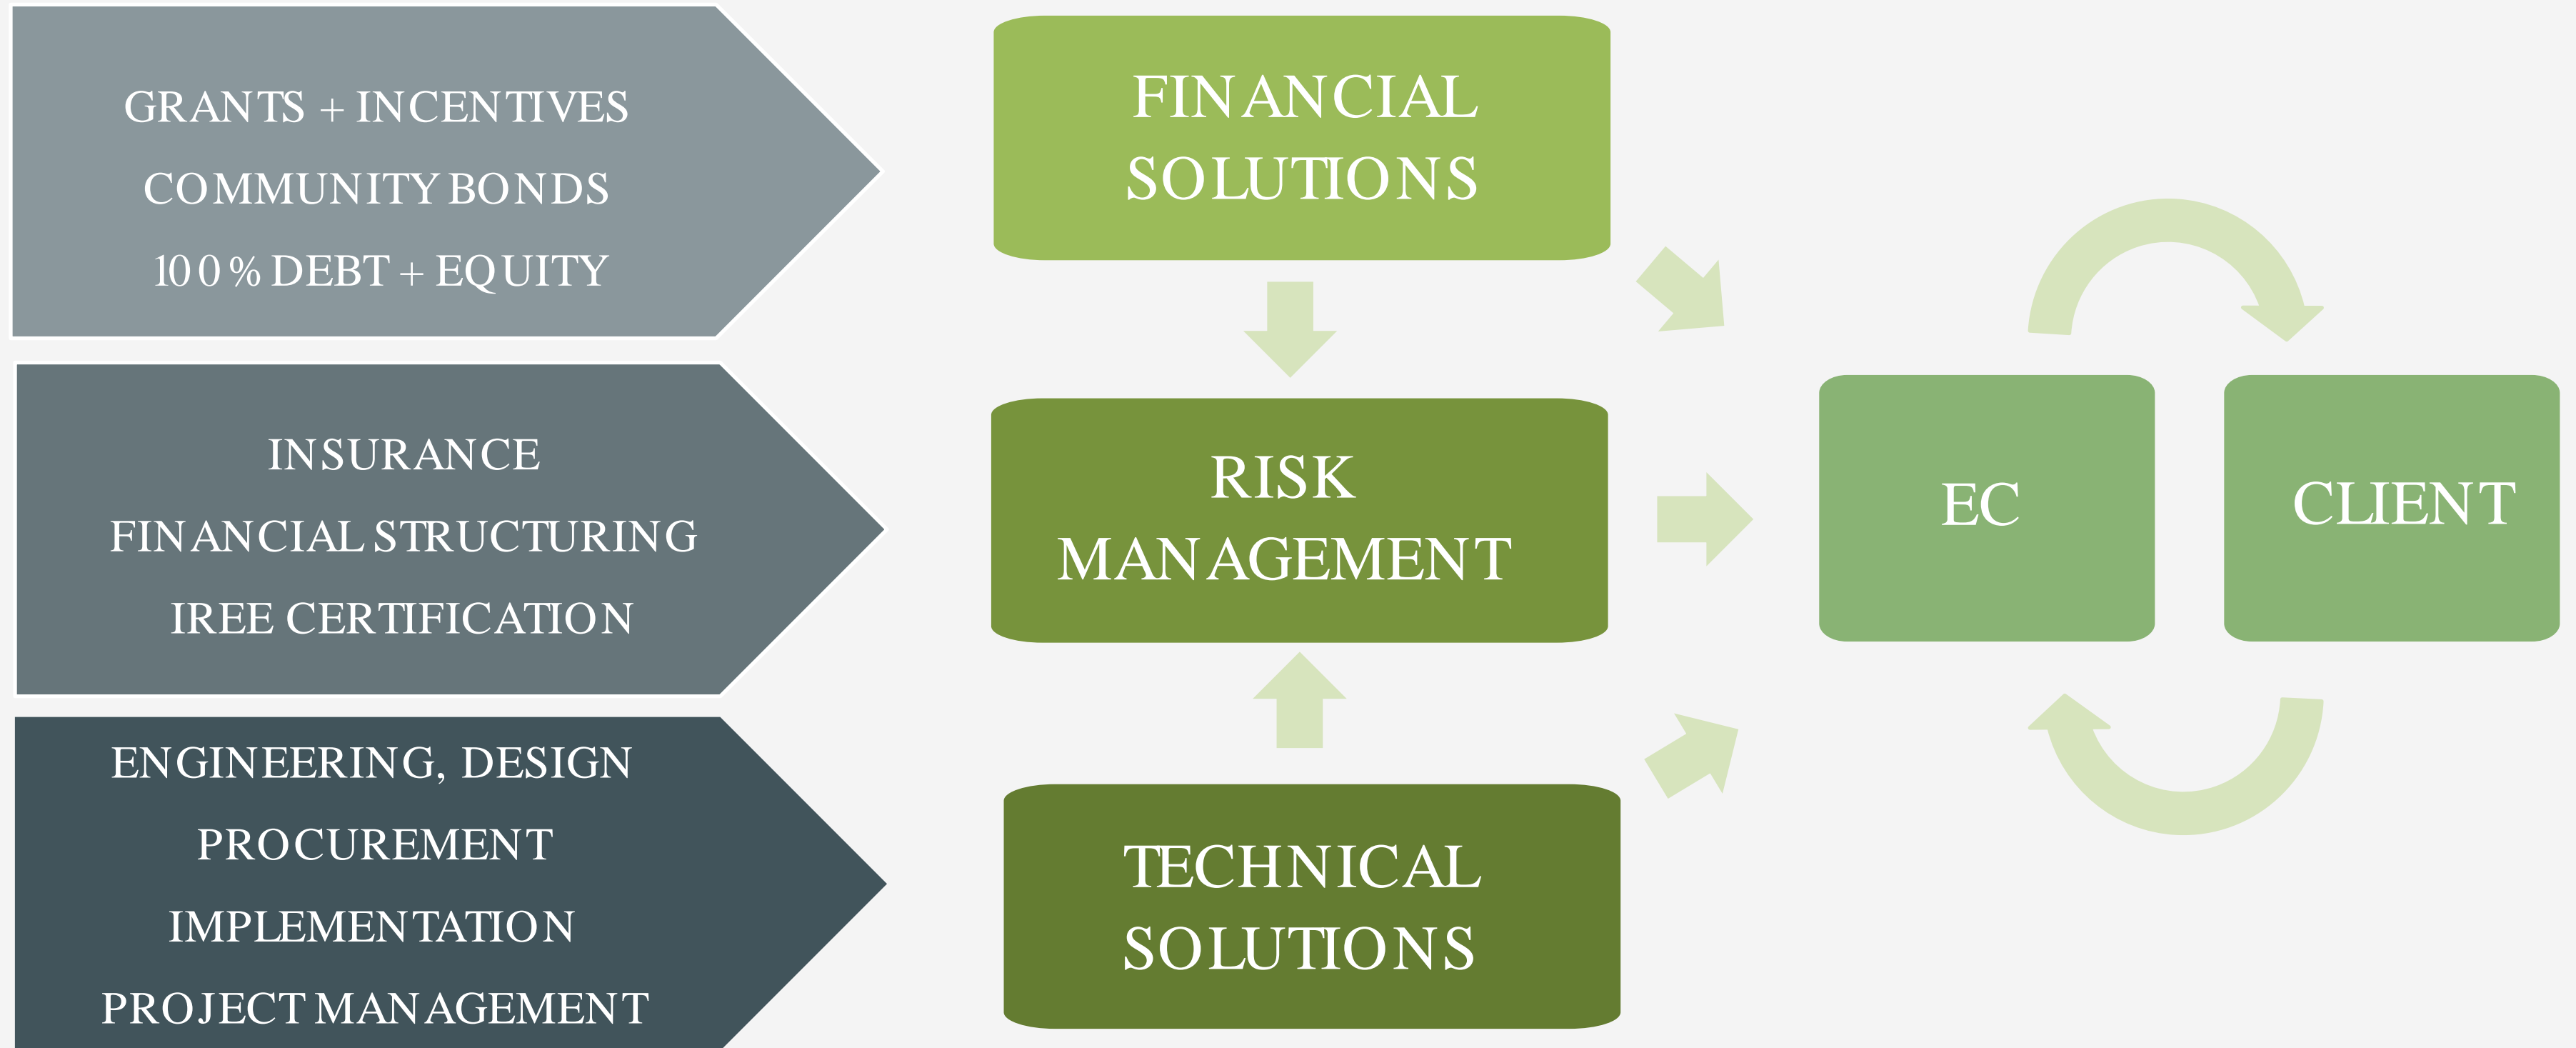 GRANTS + INCENTIVES
COMMUNITY BONDS
100% DEBT + EQUITY
FINANCIAL
SOLUTIONS
INSURANCE
FINANCIAL STRUCTURING
IREE CERTIFICATION
RISK
MANAGEMENT
EC
CLIENT
ENGINEERING, DESIGN
PROCUREMENT
IMPLEMENTATION
PROJECT MANAGEMENT
TECHNICAL
SOLUTIONS